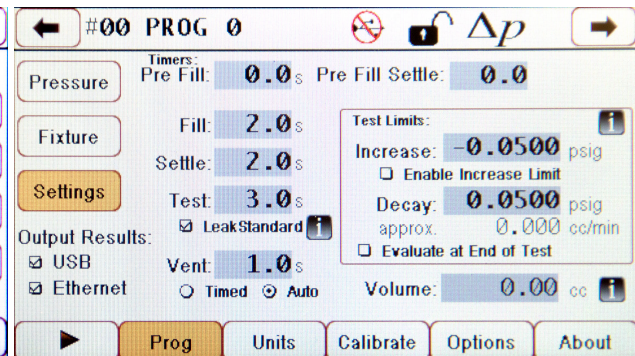 #00 PROG 0 Δp
Timers:
Pressure Pre Fill: 0.0 s Pre Fill Settle: 0.0
Fixture Fill: 2.0 s Test Limits: i
Settle: 2.0 s Increase: -0.0500 psig
Enable Increase Limit
Settings Test: 3.0 s Decay: 0.0500 psig
LeakStandard i approx. 0.000 cc/min
Output Results:
Evaluate at End of Test
USB Vent: 1.0 s
Ethernet Timed Auto Volume: 0.00 cc i
Prog Units Calibrate Options About